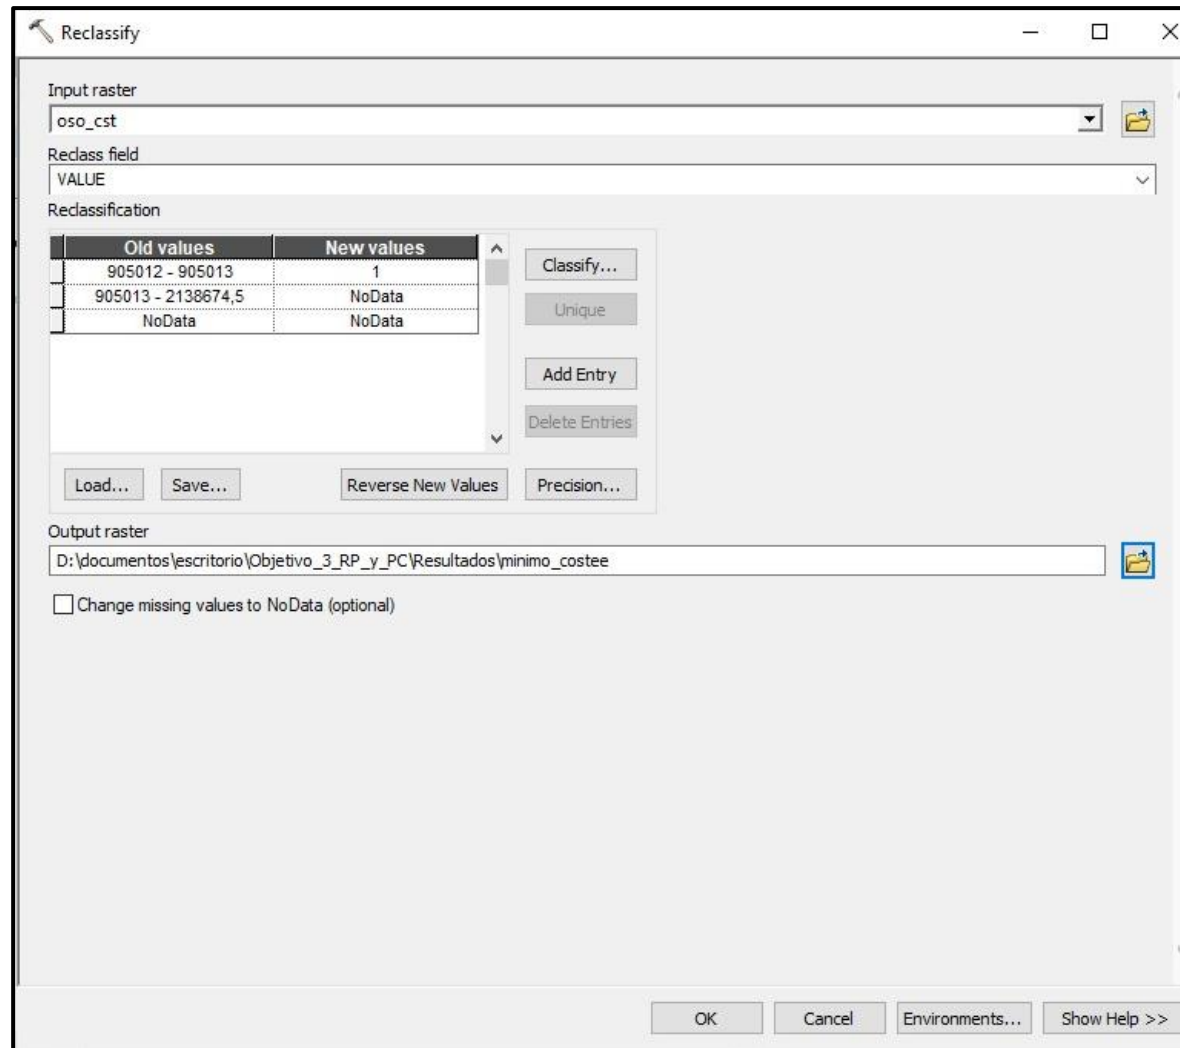 Reclassify
Input raster
oso_cst
Reclass field
VALUE
Reclassification
Old values New values
905012 - 905013 1
905013 - 2138674,5 NoData
NoData NoData
Classify...
Unique
Add Entry
Delete Entries
Load... Save... Reverse New Values Precision...
Output raster
D:\documentos\escritorio\Objetivo_3_RP_y_PC\Resultados\minimo_costee
Change missing values to NoData (optional)
OK Cancel Environments... Show Help >>